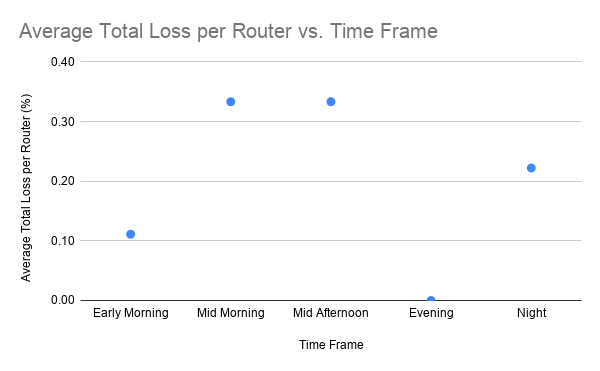 Average Total Loss per Router vs. Time Frame
Average Total Loss per Router (%)
0.40
0.30
0.20
0.10
0.00
Early Morning Mid Morning Mid Afternoon Evening Night
Time Frame